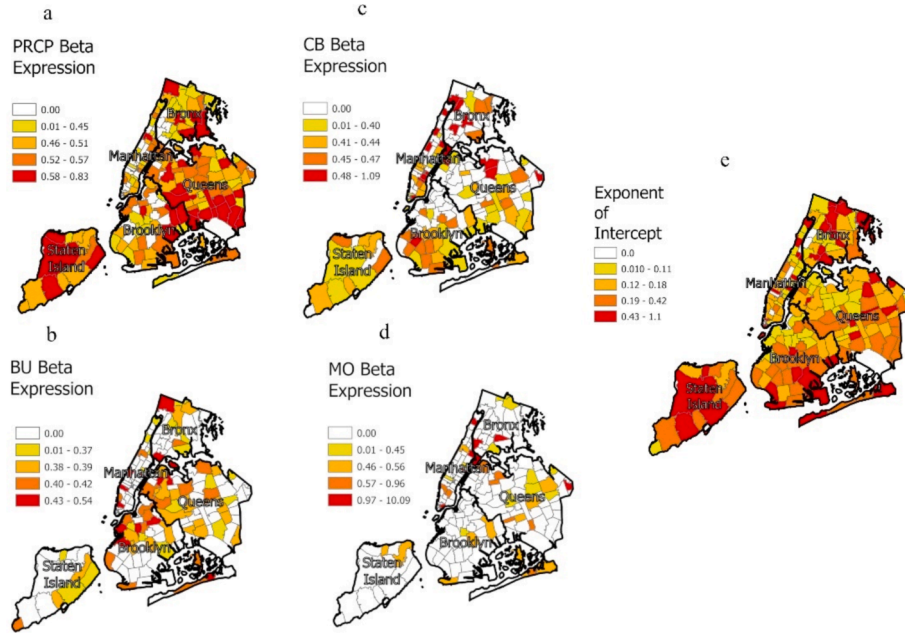 a
PRCP Beta
Expression
0.00
0.01 - 0.45
0.46 - 0.51
0.52 - 0.57
0.58 - 0.83
Bronx
Manhattan
Queens
Brooklyn
Staten
Island
c
CB Beta
Expression
0.00
0.01 - 0.40
0.41 - 0.44
0.45 - 0.47
0.48 - 1.09
Bronx
Manhattan
Queens
Brooklyn
Staten
Island
e
Exponent
of
Intercept
0.0
0.010 - 0.11
0.12 - 0.18
0.19 - 0.42
0.43 - 1.1
Bronx
Manhattan
Queens
Brooklyn
Staten
Island
b
BU Beta
Expression
0.00
0.01 - 0.37
0.38 - 0.39
0.40 - 0.42
0.43 - 0.54
Bronx
Manhattan
Queens
Brooklyn
Staten
Island
d
MO Beta
Expression
0.00
0.01 - 0.45
0.46 - 0.56
0.57 - 0.96
0.97 - 10.09
Bronx
Manhattan
Queens
Brooklyn
Staten
Island